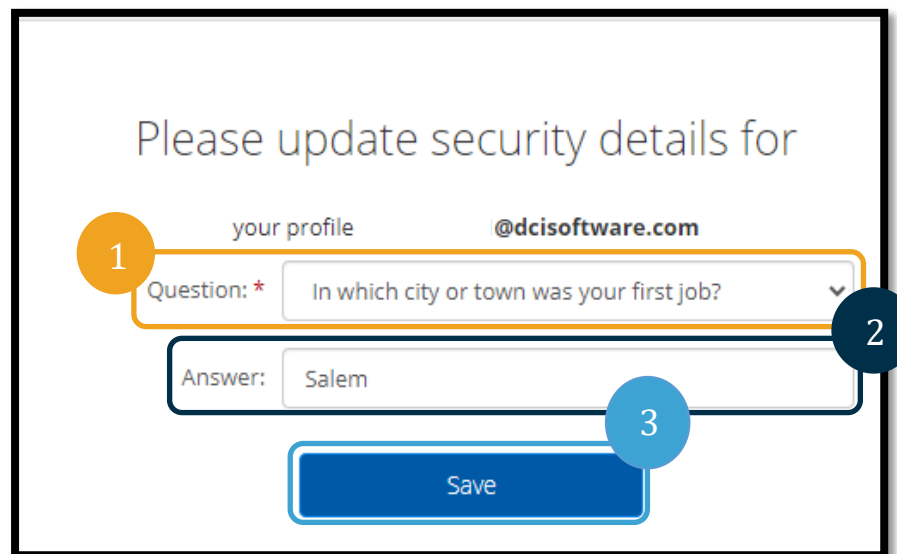 Please update security details for
your profile @dcisoftware.com
1
Question: * In which city or town was your first job?
2
Answer: Salem
3
Save